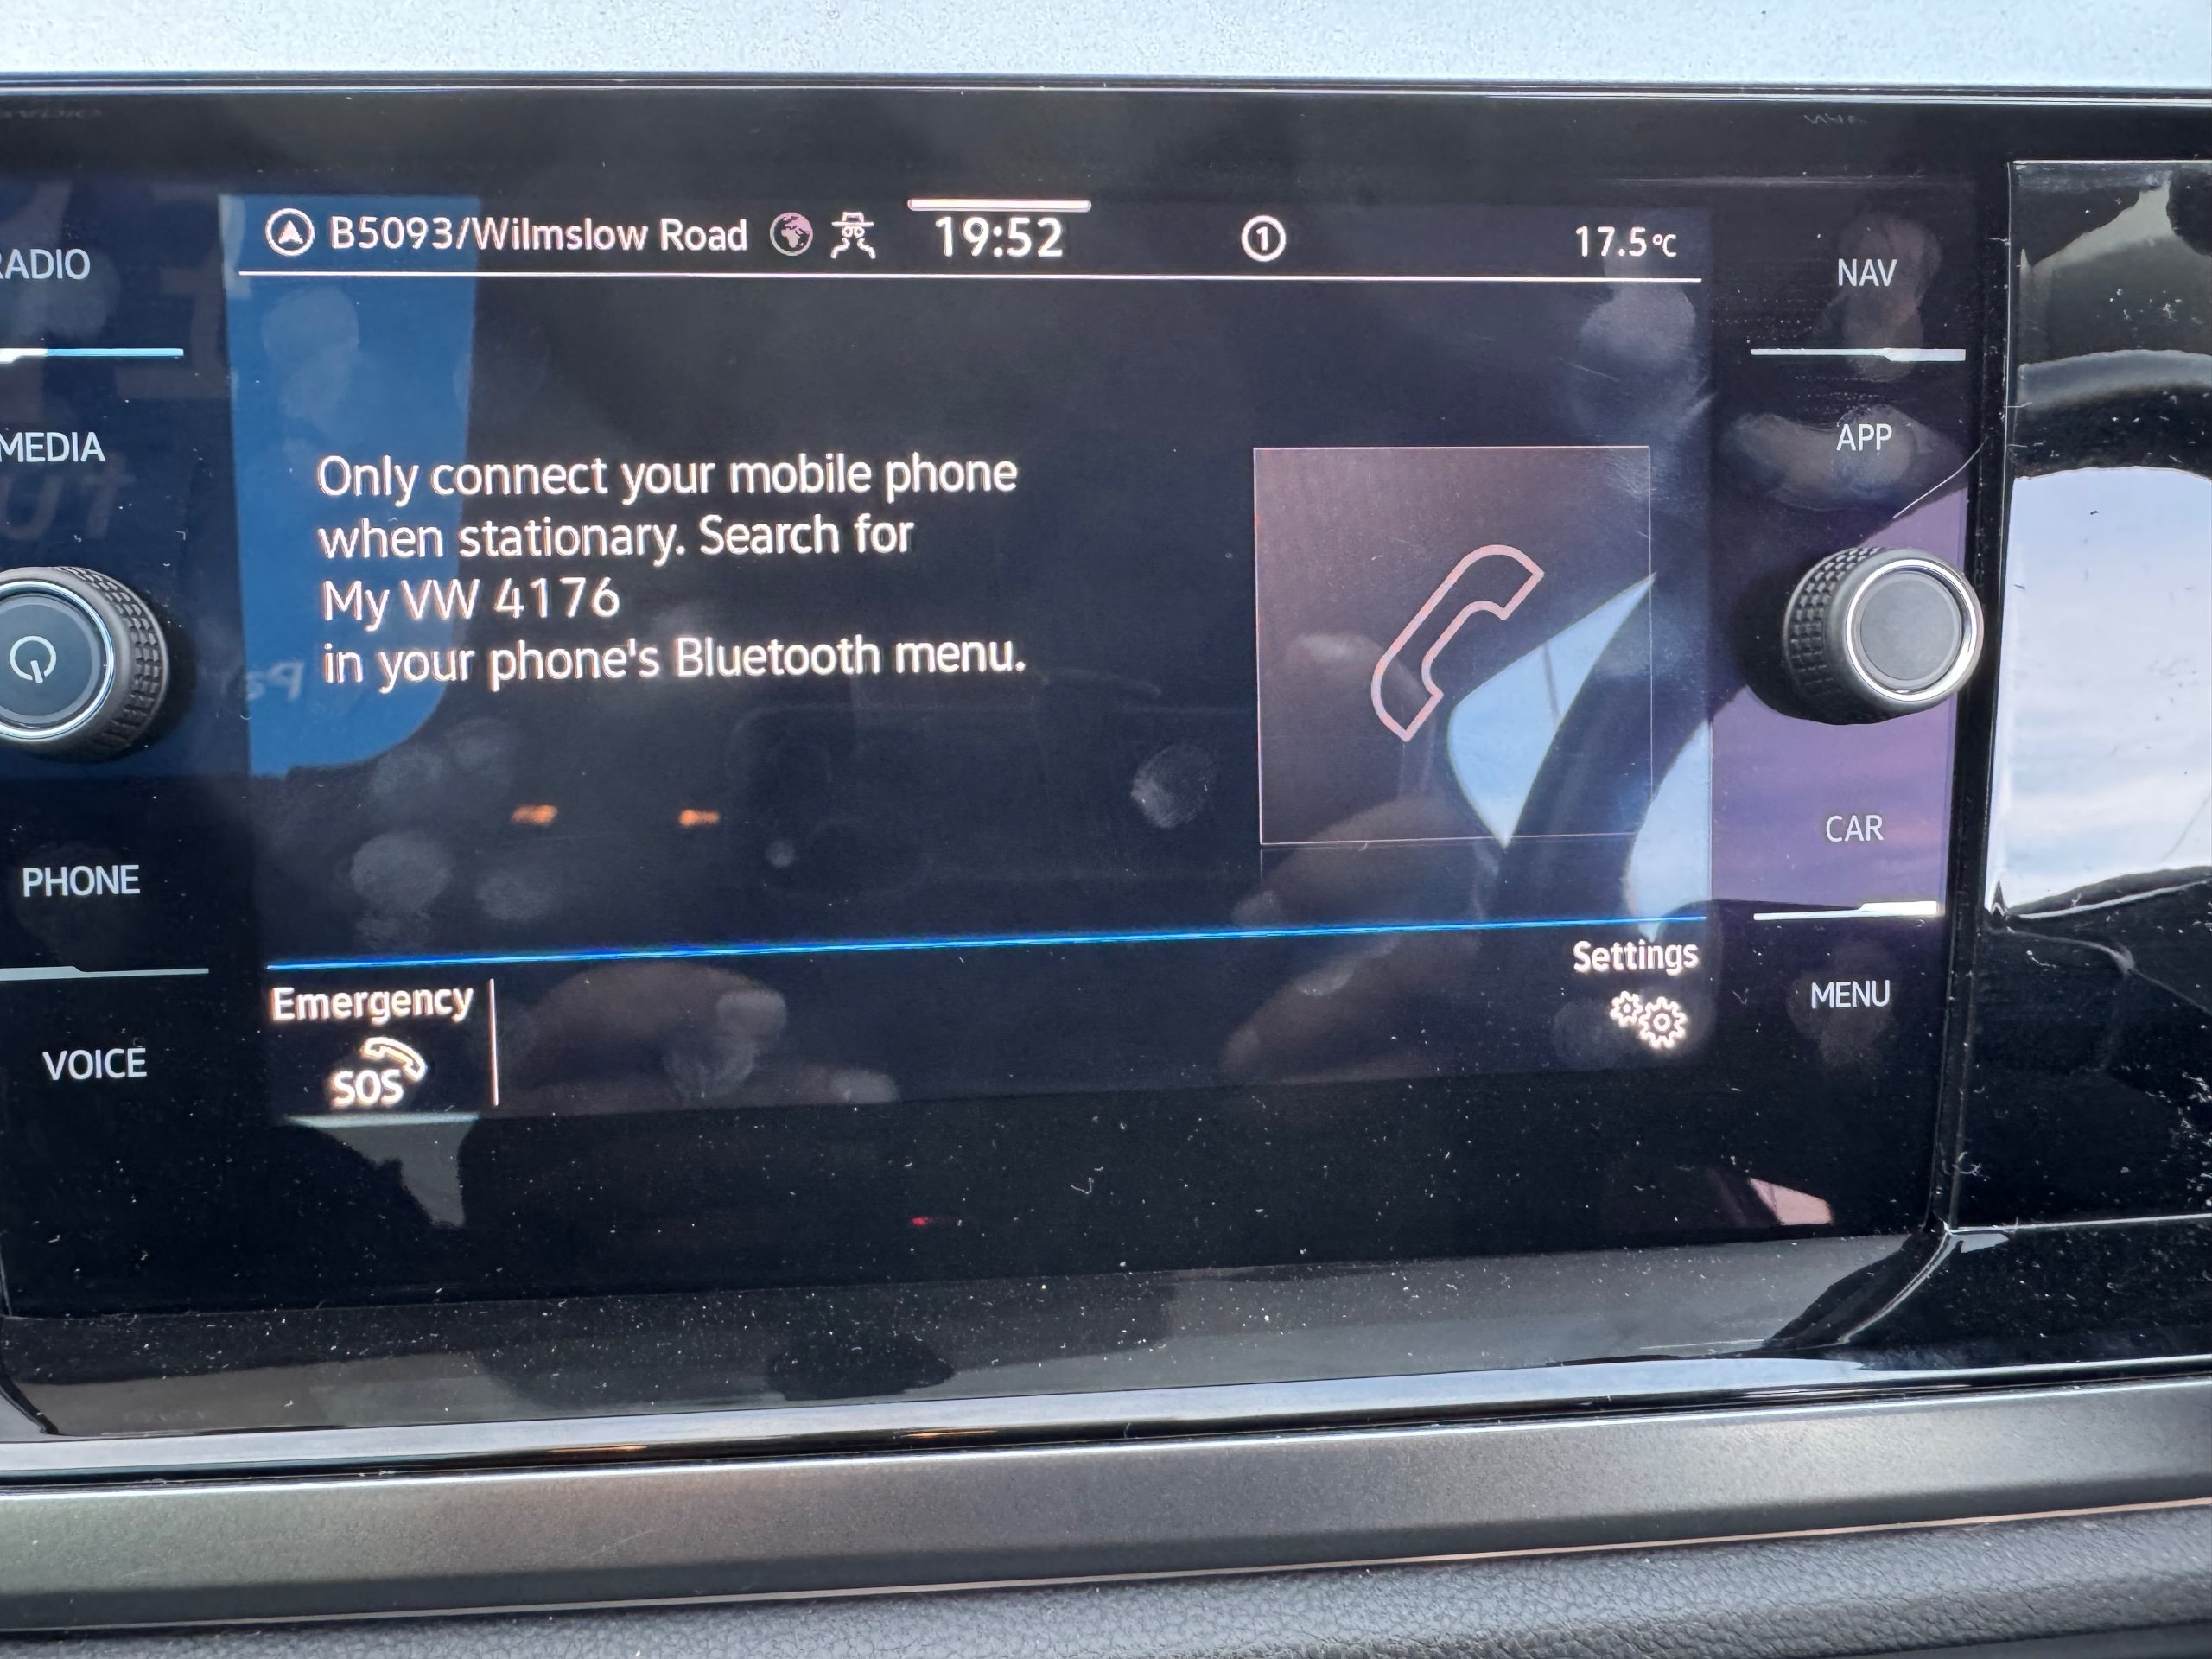 B5093/Wilmslow Road 19:52 1 17.5°C
RADIO
MEDIA
PHONE
VOICE
Only connect your mobile phone
when stationary. Search for
My VW 4176
in your phone's Bluetooth menu.
Emergency
SOS
Settings
NAV
APP
CAR
MENU